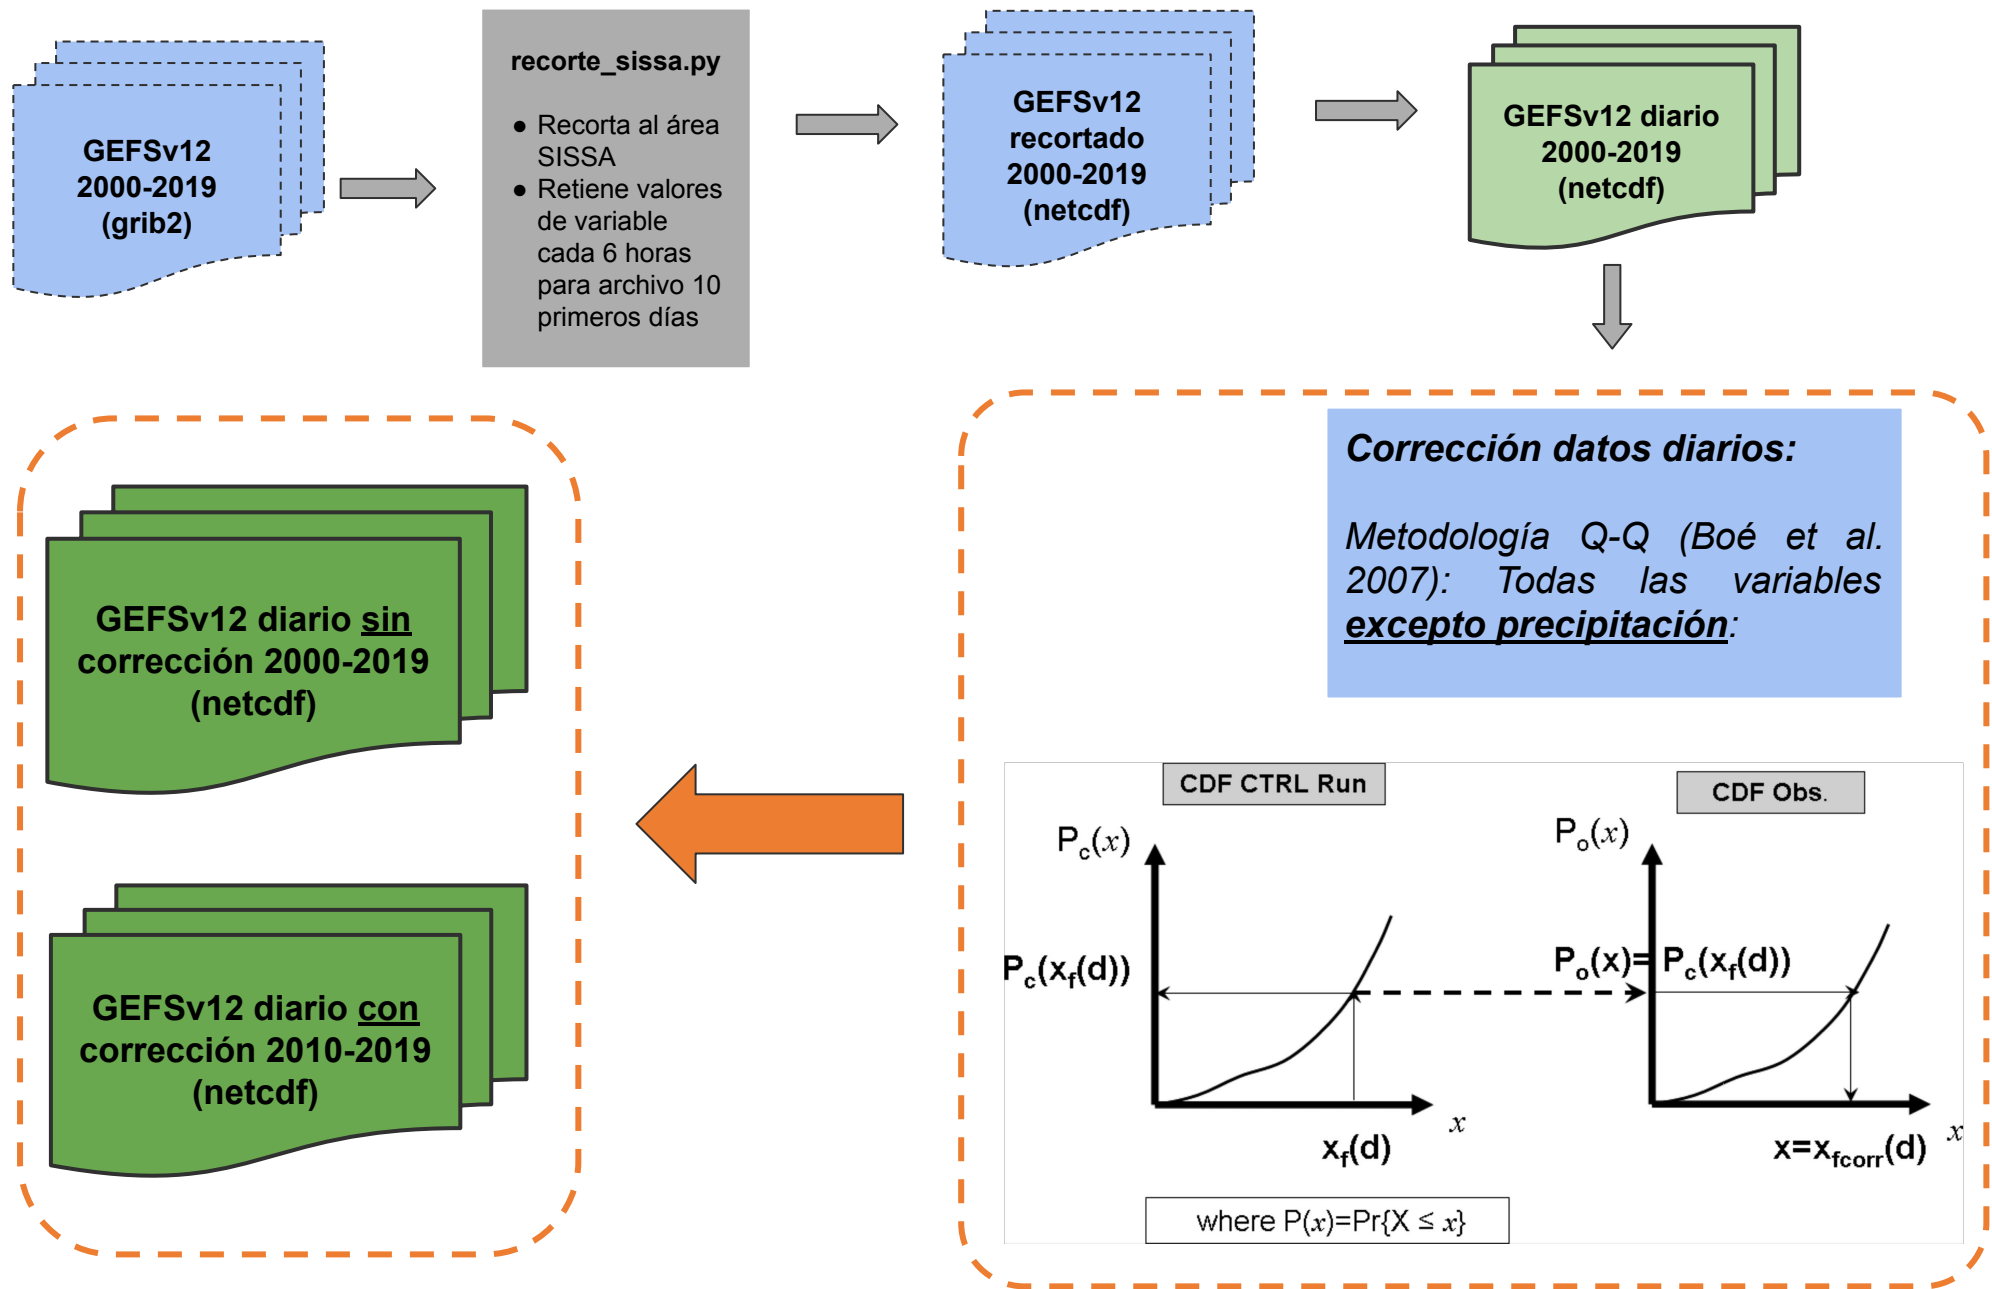 GEFSv12
2000-2019
(grib2)
recorte_sissa.py
● Recorta al área
SISSA
● Retiene valores
de variable
cada 6 horas
para archivo 10
primeros días
GEFSv12
recortado
2000-2019
(netcdf)
GEFSv12 diario
2000-2019
(netcdf)
Corrección datos diarios:
Metodología Q-Q (Boé et al.
2007): Todas las variables
excepto precipitación:
GEFSv12 diario sin
corrección 2000-2019
(netcdf)
GEFSv12 diario con
corrección 2010-2019
(netcdf)
CDF CTRL Run
CDF Obs.
Pc(x)
Po(x)
Pc(xf(d))
Po(x)= Pc(xf(d))
x
x
xf(d)
x=xfcorr(d)
where P(x)=Pr{X ≤ x}